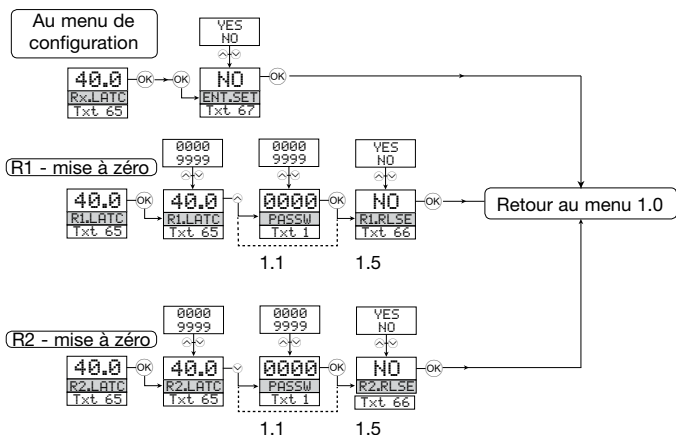 Au menu de
configuration
YES
NO
40.0
Rx.LATC
Txt 65
OK
OK
NO
ENT.SET
Txt 67
OK
R1 - mise à zéro
0000
9999
0000
9999
YES
NO
40.0
R1.LATC
Txt 65
OK
40.0
R1.LATC
Txt 65
0000
PASSW
Txt 1
OK
NO
R1.RLSE
Txt 66
OK
Retour au menu 1.0
1.1
1.5
R2 - mise à zéro
0000
9999
0000
9999
YES
NO
40.0
R2.LATC
Txt 65
OK
40.0
R2.LATC
Txt 65
0000
PASSW
Txt 1
OK
NO
R2.RLSE
Txt 66
OK
1.1
1.5